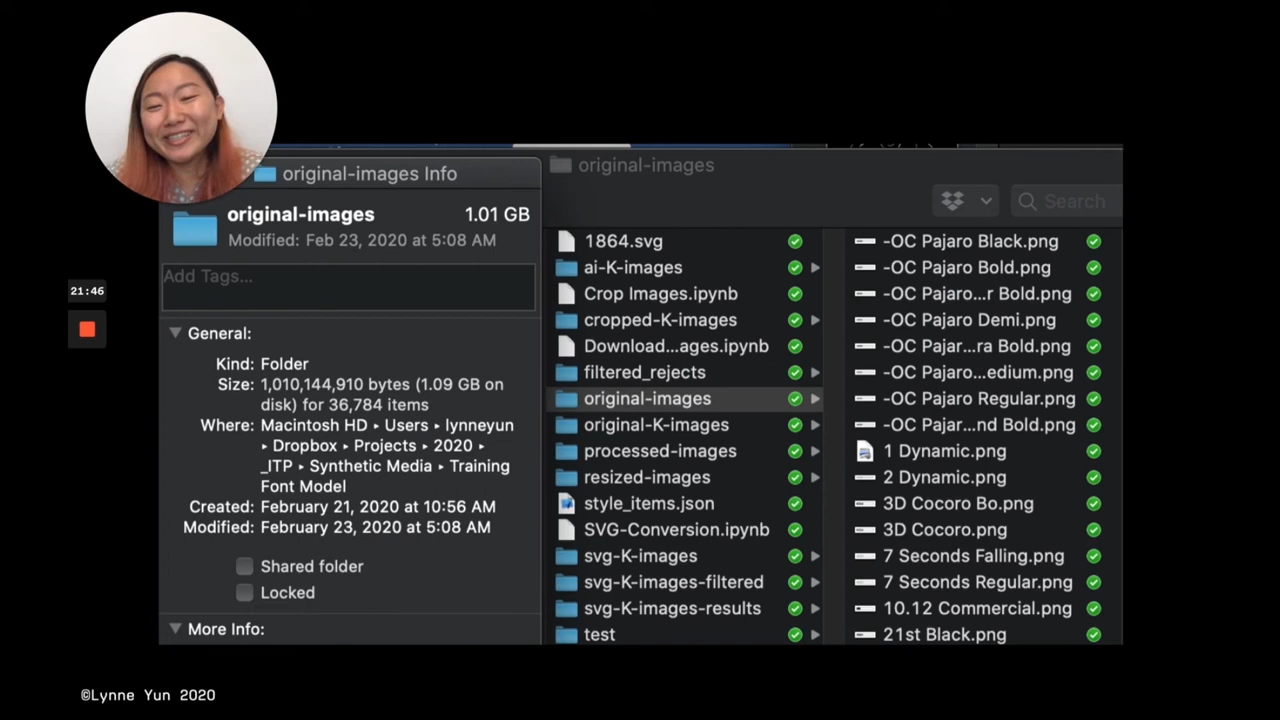 original-images Info
original-images 1.01 GB
Modified: Feb 23, 2020 at 5:08 AM
Add Tags...
General:
Kind: Folder
Size: 1,010,144,910 bytes (1.09 GB on
disk) for 36,784 items
Where: Macintosh HD ▸ Users ▸ lynneyun
▸ Dropbox ▸ Projects ▸ 2020 ▸
_ITP ▸ Synthetic Media ▸ Training
Font Model
Created: February 21, 2020 at 10:56 AM
Modified: February 23, 2020 at 5:08 AM
Shared folder
Locked
More Info:
original-images
Search
1864.svg
ai-K-images
Crop Images.ipynb
cropped-K-images
Download...ages.ipynb
filtered_rejects
original-images
original-K-images
processed-images
resized-images
style_items.json
SVG-Conversion.ipynb
svg-K-images
svg-K-images-filtered
svg-K-images-results
test
-OC Pajaro Black.png
-OC Pajaro Bold.png
-OC Pajaro...r Bold.png
-OC Pajaro Demi.png
-OC Pajar...ra Bold.png
-OC Pajaro...edium.png
-OC Pajaro Regular.png
-OC Pajar...nd Bold.png
1 Dynamic.png
2 Dynamic.png
3D Cocoro Bo.png
3D Cocoro.png
7 Seconds Falling.png
7 Seconds Regular.png
10.12 Commercial.png
21st Black.png
21:46
©Lynne Yun 2020